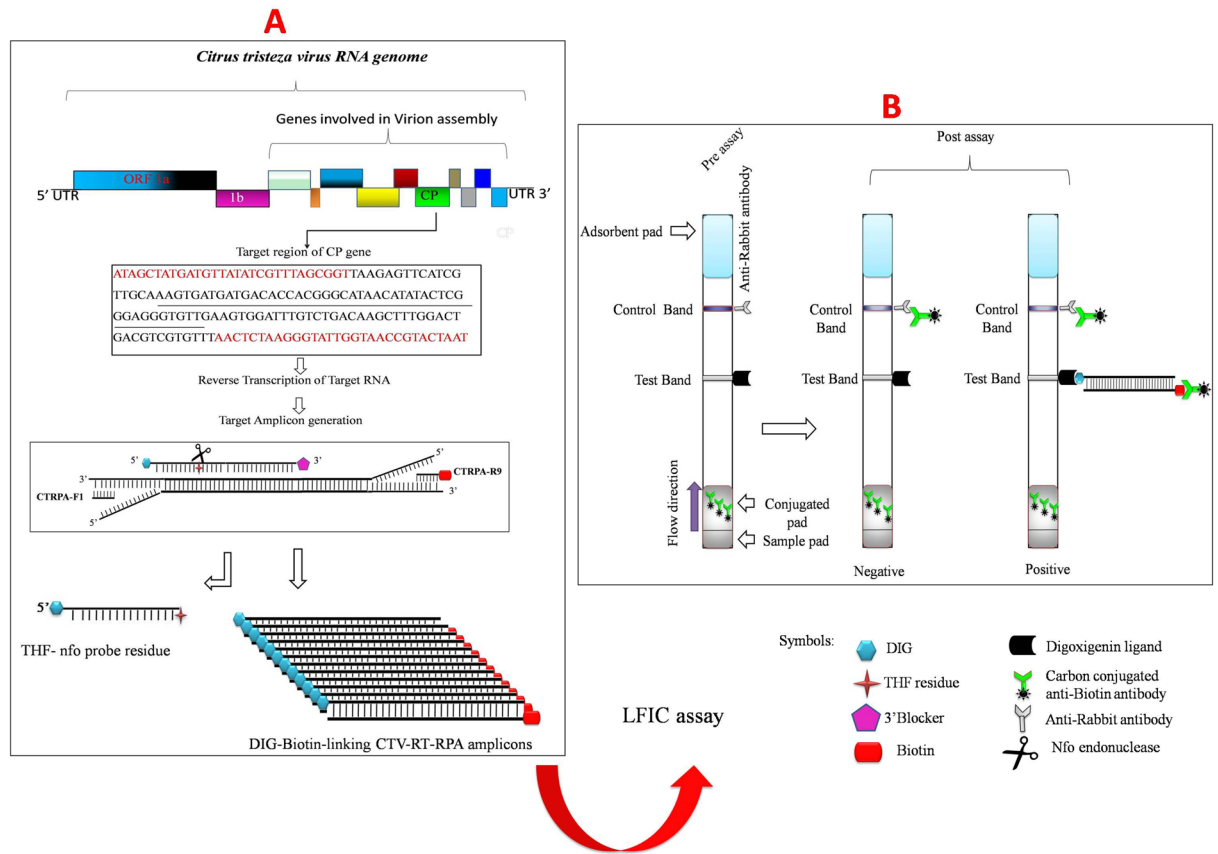 A
Citrus tristeza virus RNA genome
Genes involved in Virion assembly
ORF 1a
5' UTR
1b
CP
UTR 3'
CP
Target region of CP gene
ATAGCTATGATGTTATATCGTTTAGCGGTTAAGAGTTCATCG
TTGCAAAGTGATGATGACACCACGGGCATAACATATACTCG
GGAGGGTGTTGAAGTGGATTTGTCTGACAAGCTTTGGACT
GACGTCGTGTTTAACTCTAAGGGTATTGGTAACCGTACTAAT
Reverse Transcription of Target RNA
Target Amplicon generation
5'
3'
5'
CTRPA-R9
3'
CTRPA-F1
3'
5'
5'
THF- nfo probe residue
DIG-Biotin-linking CTV-RT-RPA amplicons
B
Pre assay
Post assay
Anti-Rabbit antibody
Adsorbent pad
Control Band
Control
Band
Control
Band
Test Band
Test Band
Test Band
Flow direction
Conjugated
pad
Sample pad
Negative
Positive
LFIC assay
Symbols:
DIG
THF residue
3'Blocker
Biotin
Digoxigenin ligand
Carbon conjugated
anti-Biotin antibody
Anti-Rabbit antibody
Nfo endonuclease